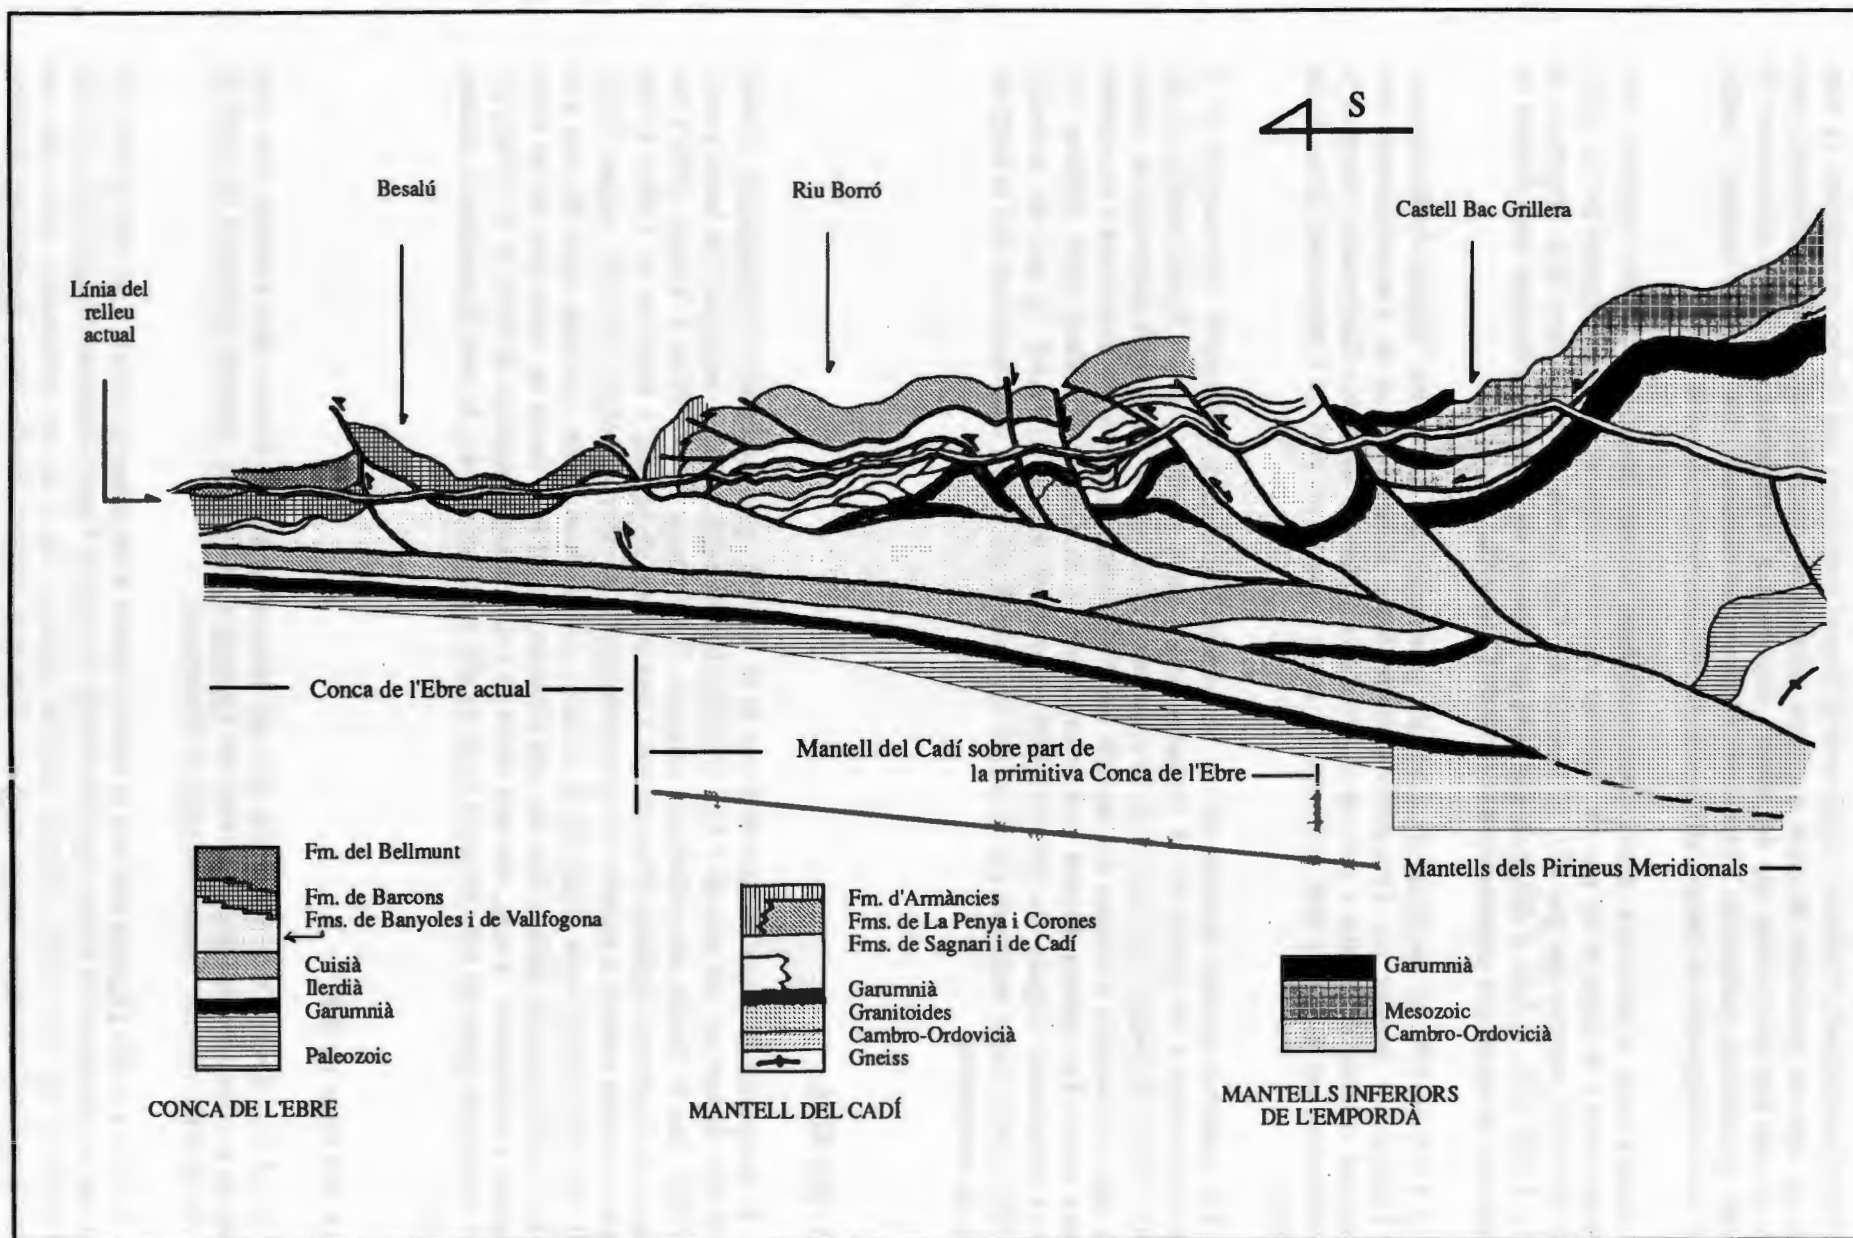 S
Besalú
Riu Borró
Castell Bac Grillera
Línia del
relleu
actual
Conca de l'Ebre actual
Mantell del Cadí sobre part de
la primitiva Conca de l'Ebre
Mantells dels Pirineus Meridionals
Fm. del Bellmunt
Fm. de Barcons
Fms. de Banyoles i de Vallfogona
Cuisià
Ilerdià
Garumnià
Paleozoic
CONCA DE L'EBRE
Fm. d'Armàncies
Fms. de La Penya i Corones
Fms. de Sagnari i de Cadí
Garumnià
Granitoides
Cambro-Ordovicià
Gneiss
MANTELL DEL CADÍ
Garumnià
Mesozoic
Cambro-Ordovicià
MANTELLS INFERIORS
DE L'EMPORDÀ